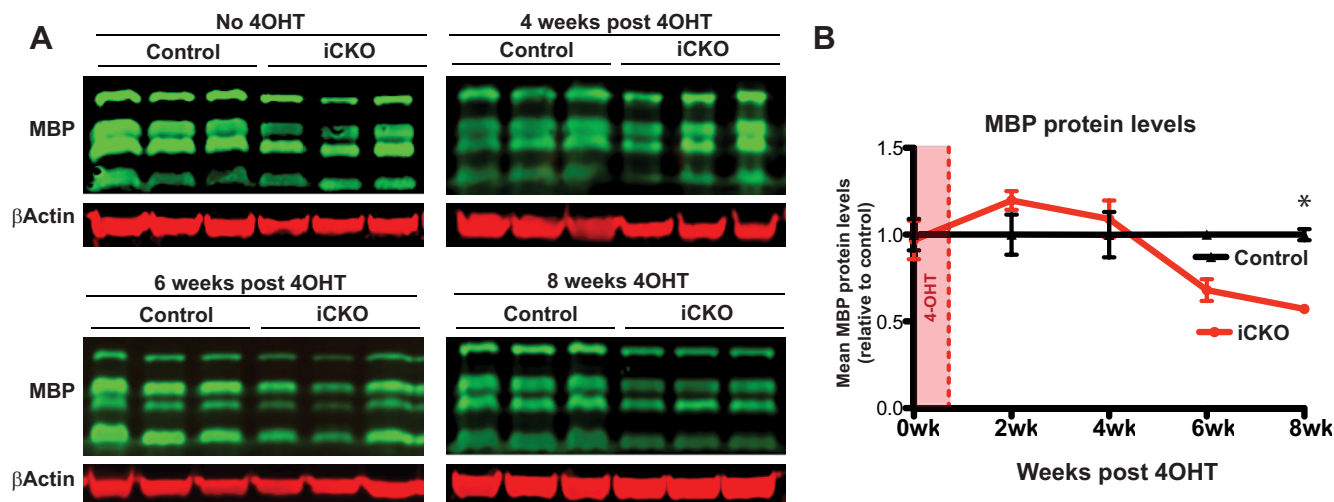 A
No 4OHT
Control iCKO
MBP
βActin
4 weeks post 4OHT
Control iCKO
6 weeks post 4OHT
Control iCKO
MBP
βActin
8 weeks 4OHT
Control iCKO
B
MBP protein levels
Mean MBP protein levels
(relative to control)
1.5
1.0
0.5
0.0
4-OHT
*
Control
iCKO
0wk 2wk 4wk 6wk 8wk
Weeks post 4OHT